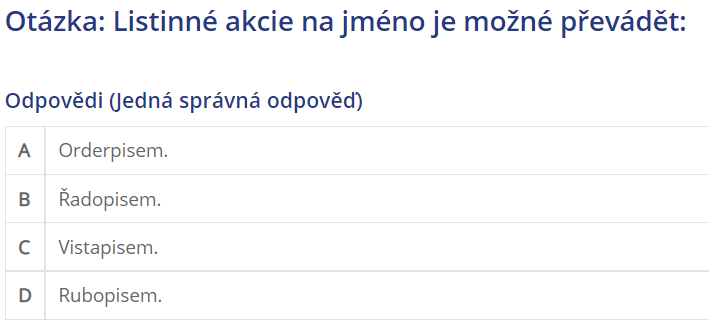 Otázka: Listinné akcie na jméno je možné převádět:
Odpovědi (Jedná správná odpověď)
A Orderpisem.
B Řadopisem.
C Vistapisem.
D Rubopisem.